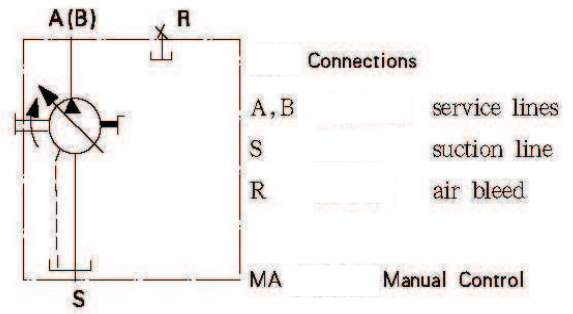 A(B) R
Connections
A,B service lines
S suction line
R air bleed
MA Manual Control
S